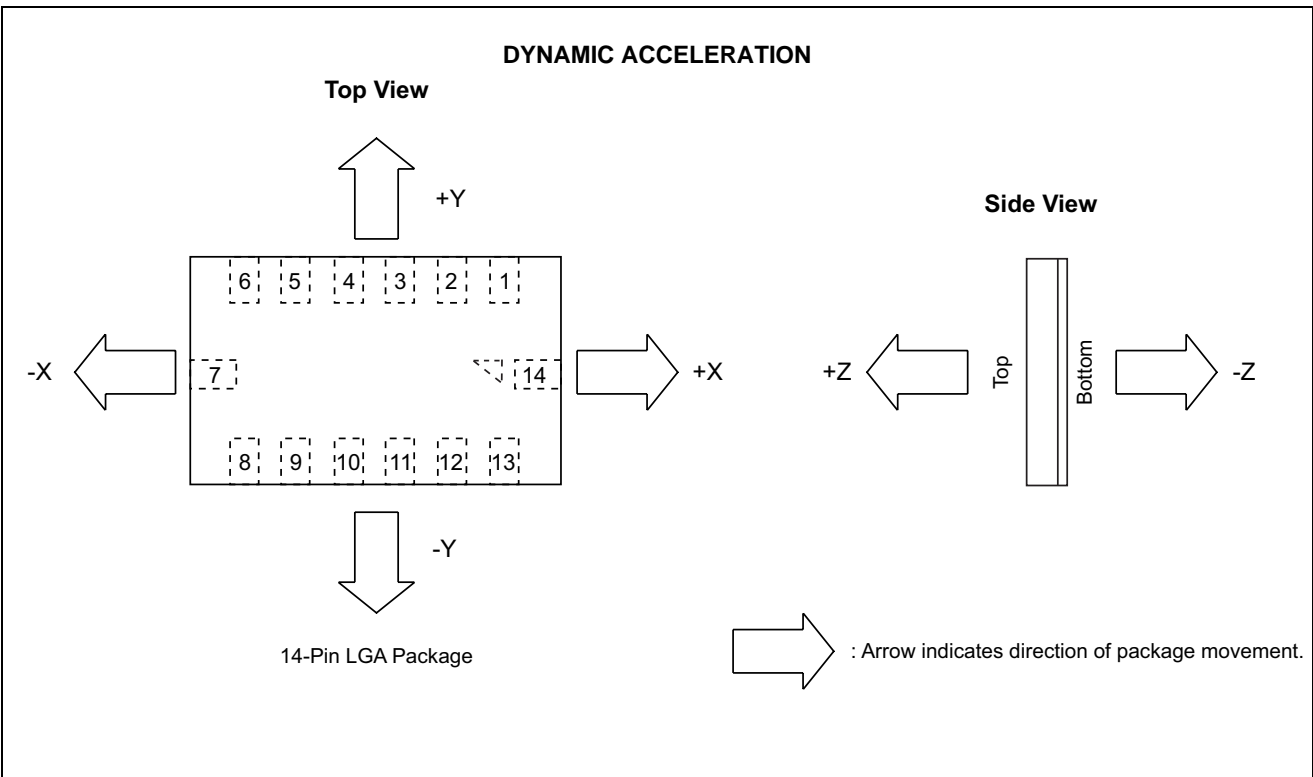 DYNAMIC ACCELERATION
Top View
+Y
Side View
6 5 4 3 2 1
-X
7
14
+X
+Z
Top
Bottom
-Z
8 9 10 11 12 13
-Y
14-Pin LGA Package
: Arrow indicates direction of package movement.